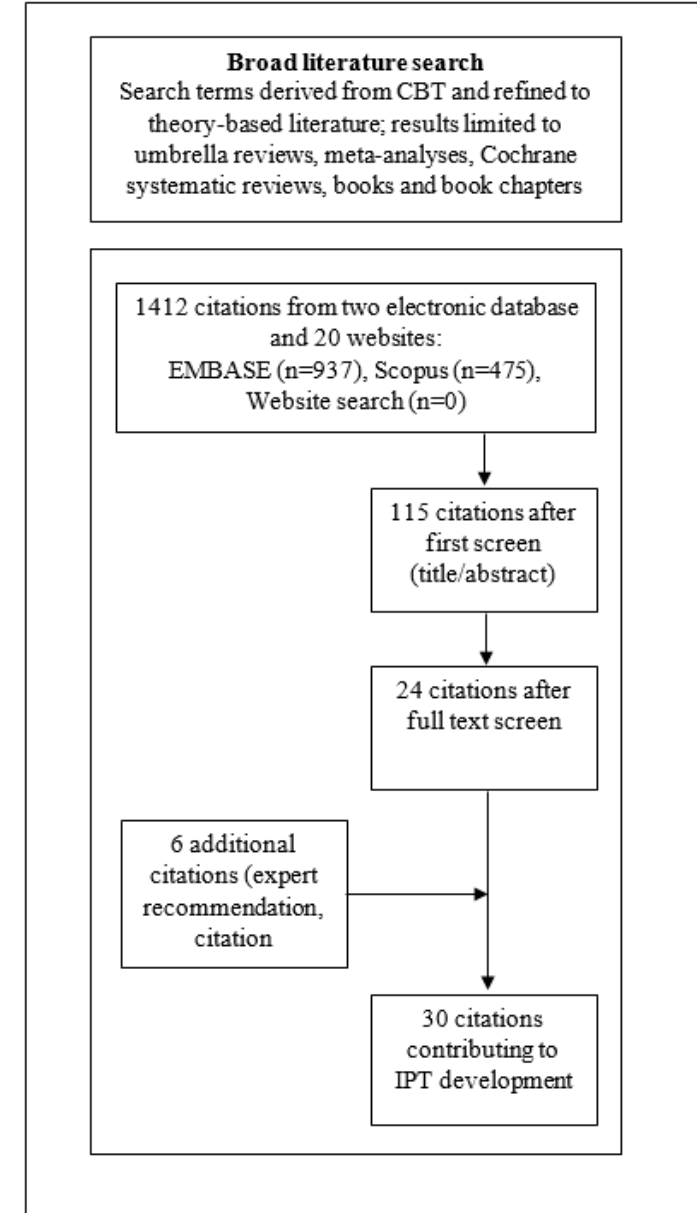 Broad literature search
Search terms derived from CBT and refined to
theory-based literature; results limited to
umbrella reviews, meta-analyses, Cochrane
systematic reviews, books and book chapters
1412 citations from two electronic database
and 20 websites:
EMBASE (n=937), Scopus (n=475),
Website search (n=0)
115 citations after
first screen
(title/abstract)
24 citations after
full text screen
6 additional
citations (expert
recommendation,
citation
30 citations
contributing to
IPT development